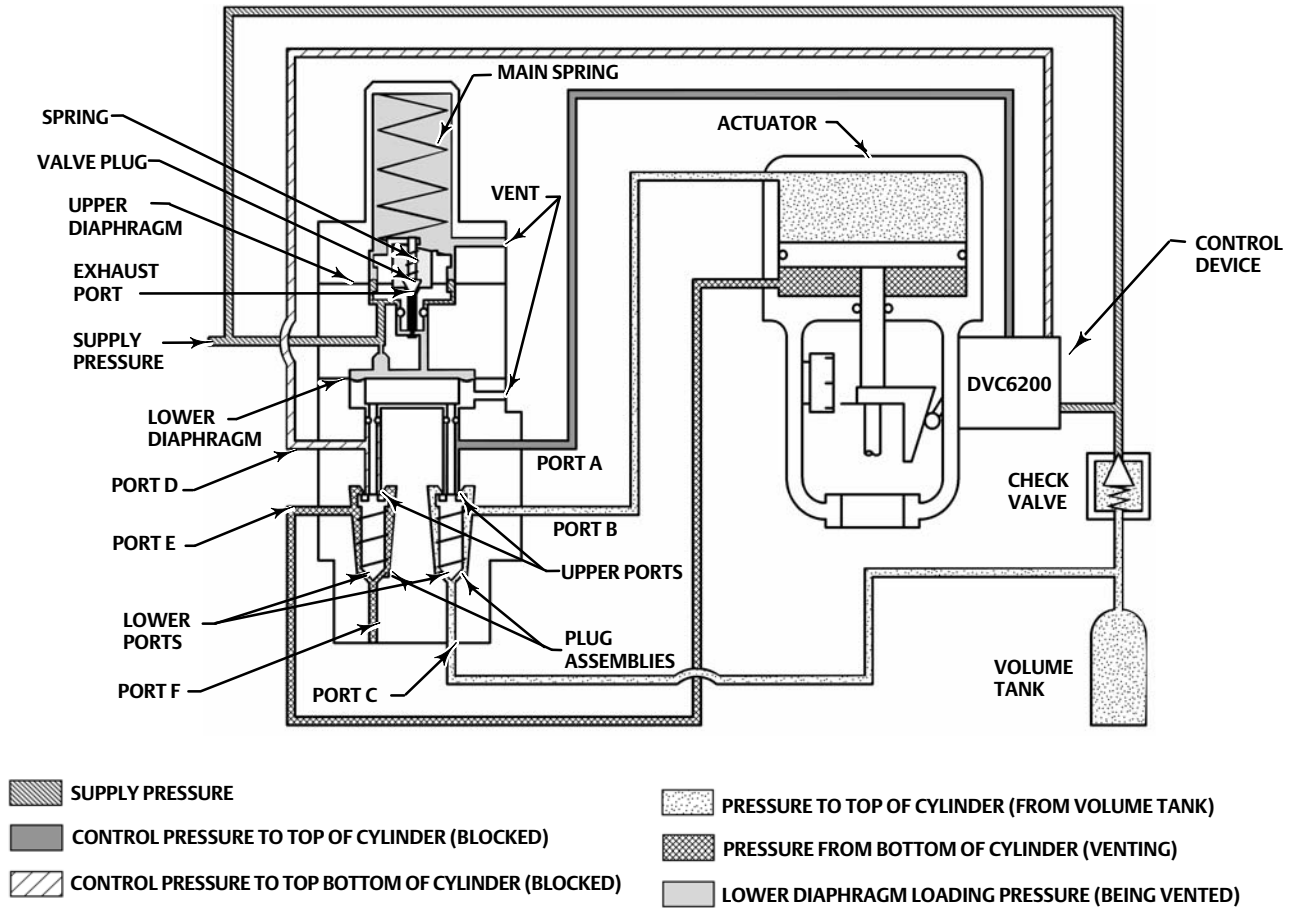 MAIN SPRING
SPRING
ACTUATOR
VALVE PLUG
VENT
UPPER
DIAPHRAGM
CONTROL
DEVICE
EXHAUST
PORT
SUPPLY
PRESSURE
DVC6200
LOWER
DIAPHRAGM
PORT A
CHECK
VALVE
PORT D
PORT B
PORT E
UPPER PORTS
LOWER
PORTS
PLUG
ASSEMBLIES
VOLUME
TANK
PORT F
PORT C
SUPPLY PRESSURE
CONTROL PRESSURE TO TOP OF CYLINDER (BLOCKED)
CONTROL PRESSURE TO TOP BOTTOM OF CYLINDER (BLOCKED)
PRESSURE TO TOP OF CYLINDER (FROM VOLUME TANK)
PRESSURE FROM BOTTOM OF CYLINDER (VENTING)
LOWER DIAPHRAGM LOADING PRESSURE (BEING VENTED)